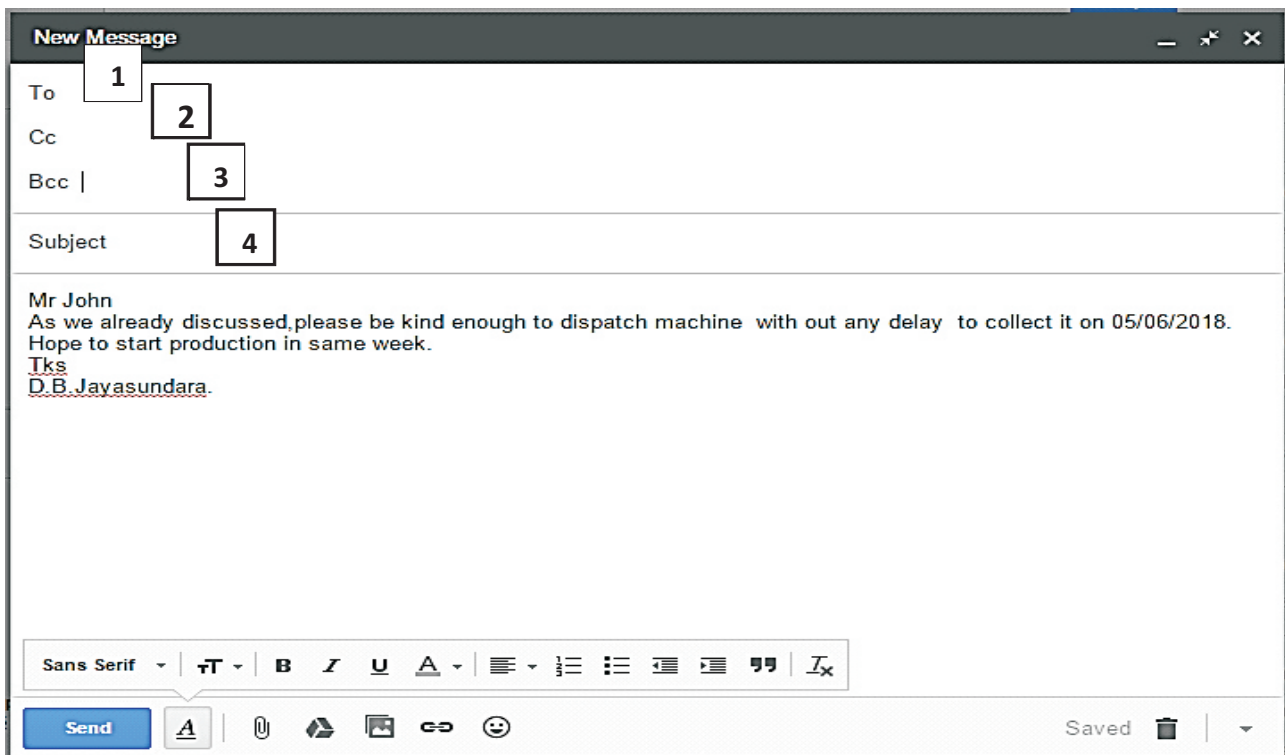 New Message
1
To
2
Cc
3
Bcc
4
Subject
Mr John
As we already discussed,please be kind enough to dispatch machine  with out any delay  to collect it on 05/06/2018.
Hope to start production in same week.
Tks
D.B.Jayasundara.
Sans Serif TT B I U A Tx
Send A Saved